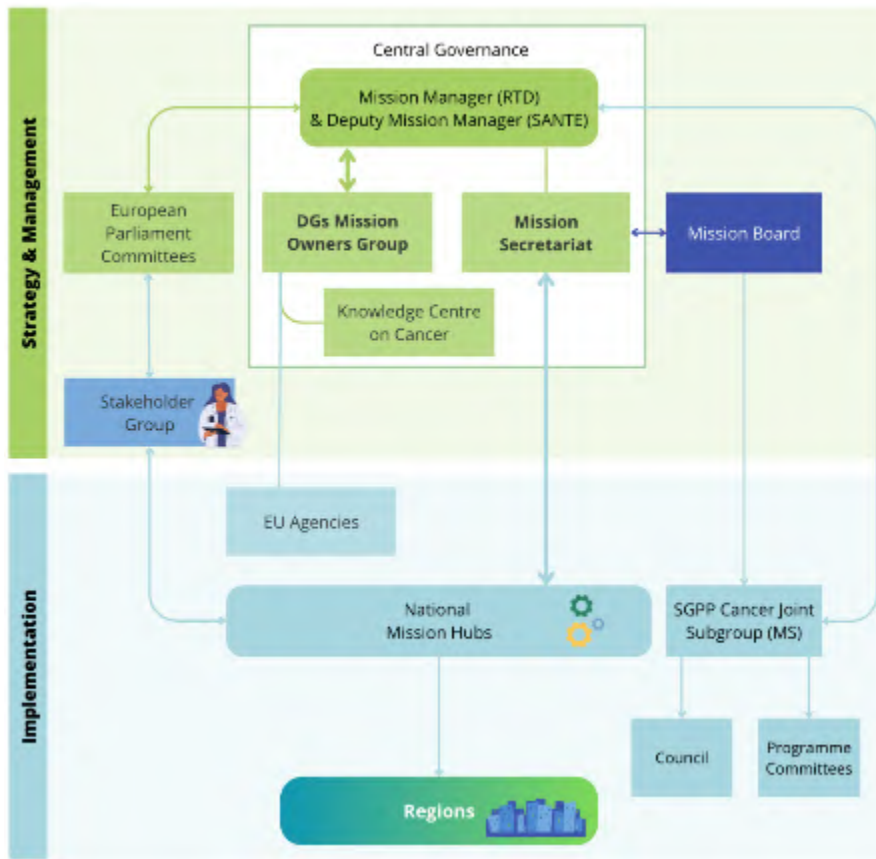 Strategy & Management
Central Governance
Mission Manager (RTD)
& Deputy Mission Manager (SANTE)
European
Parliament
Committees
DGs Mission
Owners Group
Mission
Secretariat
Mission Board
Knowledge Centre
on Cancer
Stakeholder
Group
Implementation
EU Agencies
National
Mission Hubs
SGPP Cancer Joint
Subgroup (MS)
Council
Programme
Committees
Regions